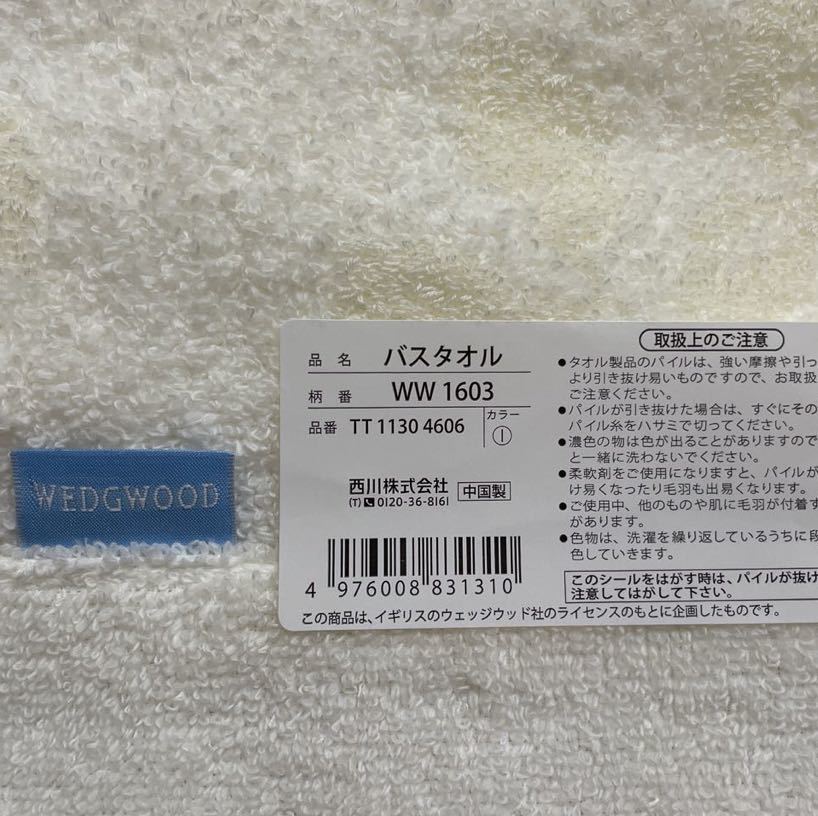 WEDGWOOD
品 名 バスタオル
柄 番 WW 1603
品番 TT 1130 4606
カラー
①
西川株式会社
(T) 0120-36-8161
中国製
4 976008 831310
この商品は、イギリスのウェッジウッド社のライセンスのもとに企画したものです。
取扱上のご注意
●タオル製品のパイルは、強い摩擦や引っ
より引き抜け易いものですので、お取扱
ご注意ください。
●パイルが引き抜けた場合は、すぐにその
パイル糸をハサミで切ってください。
●濃色の物は色が出ることがありますので
と一緒に洗わないでください。
●柔軟剤をご使用になりますと、パイルが
け易くなったり毛羽も出易くなります。
●ご使用中、他のものや肌に毛羽が付着す
があります。
●色物は、洗濯を繰り返しているうちに段
色していきます。
このシールをはがす時は、パイルが抜け
注意してはがして下さい。